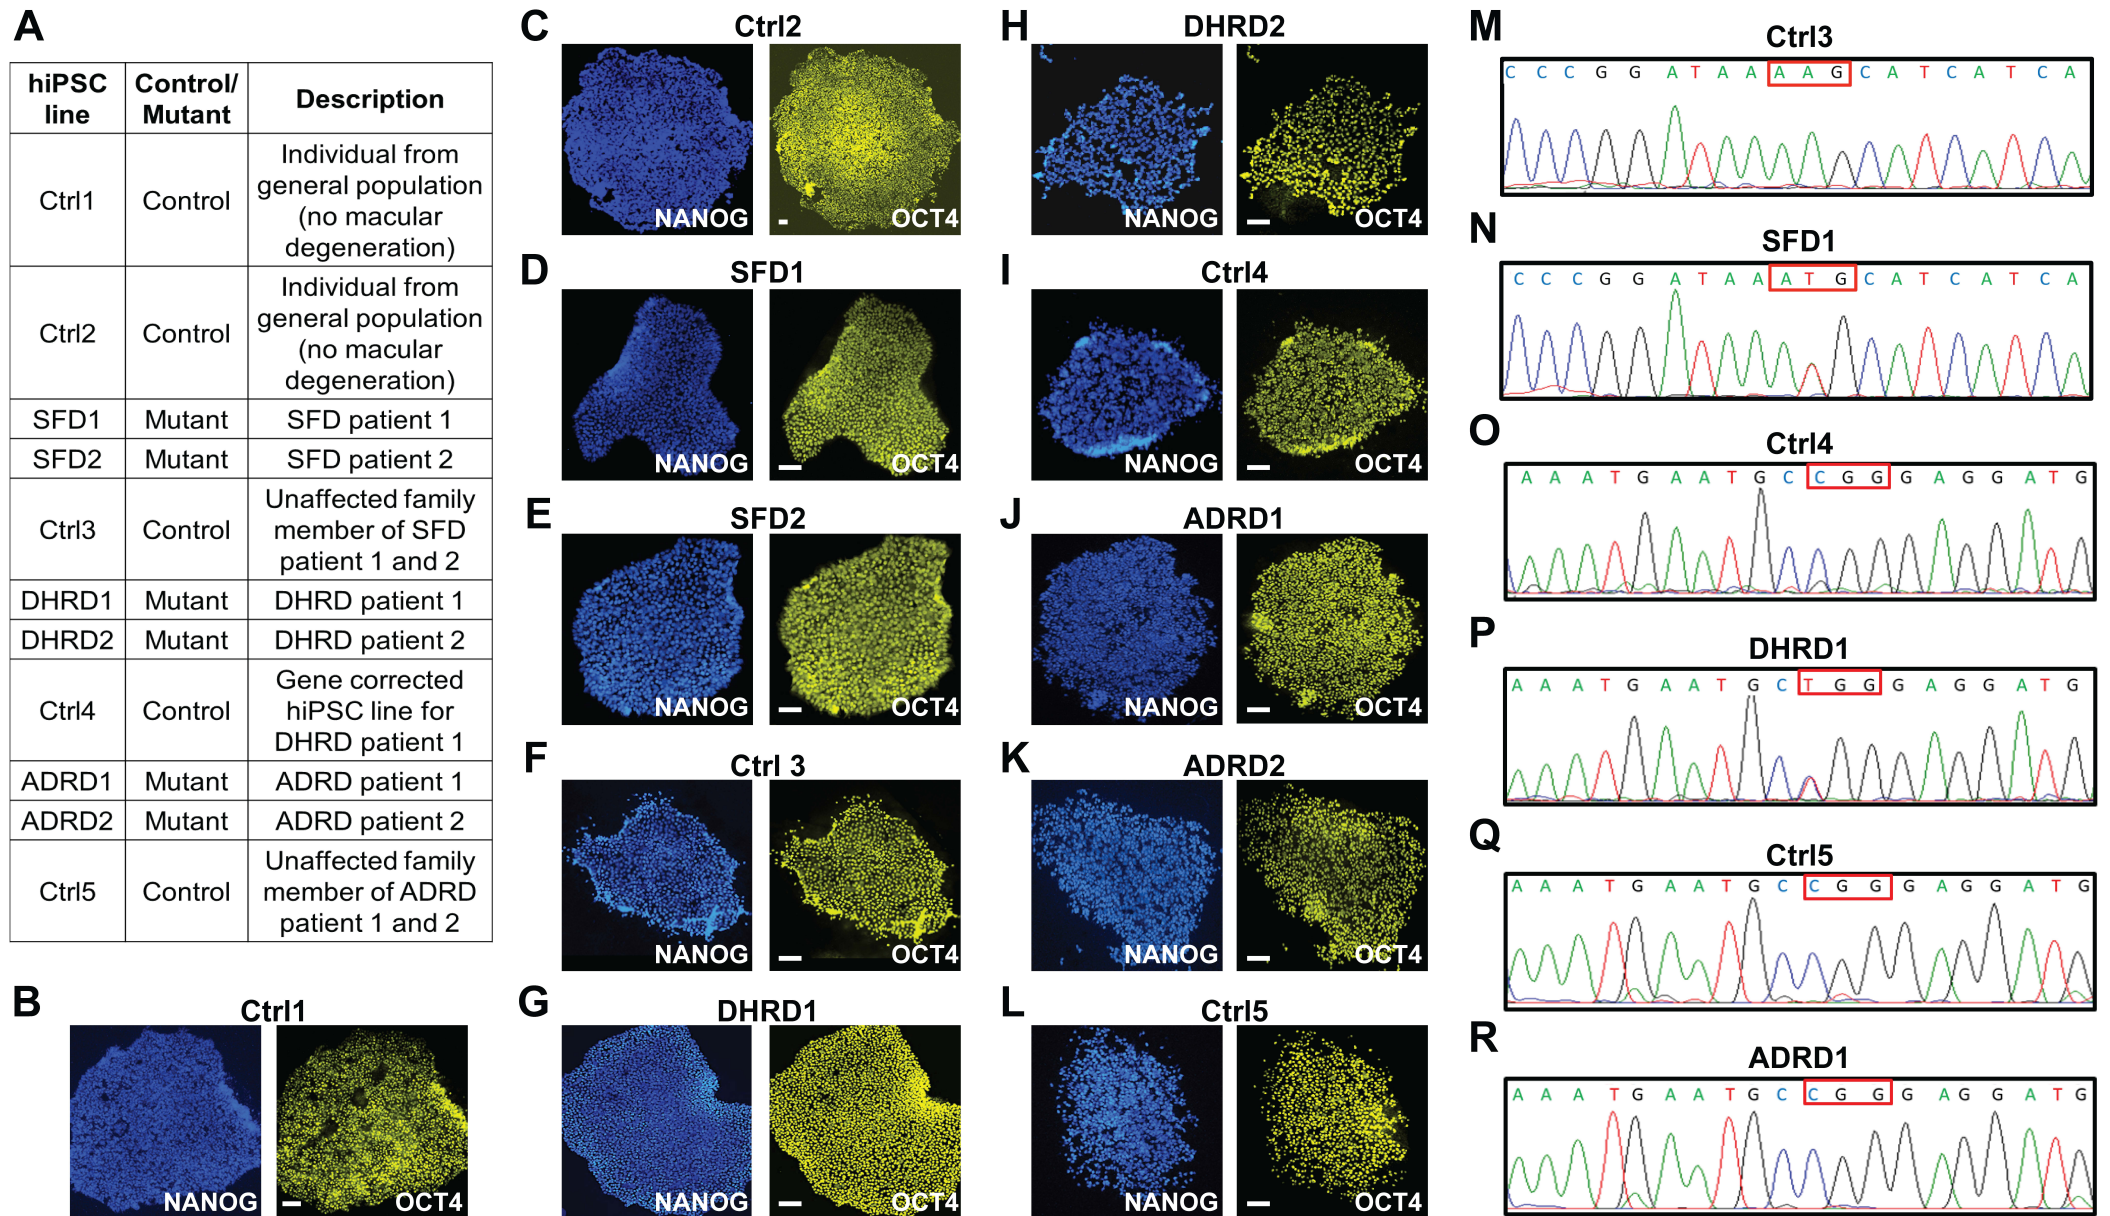 A
hiPSC line
Control/ Mutant
Description
Ctrl1
Control
Individual from
general population
(no macular
degeneration)
Ctrl2
Control
Individual from
general population
(no macular
degeneration)
SFD1 Mutant SFD patient 1
SFD2 Mutant SFD patient 2
Ctrl3
Control
Unaffected family
member of SFD
patient 1 and 2
DHRD1 Mutant DHRD patient 1
DHRD2 Mutant DHRD patient 2
Ctrl4
Control
Gene corrected
hiPSC line for
DHRD patient 1
ADRD1 Mutant ADRD patient 1
ADRD2 Mutant ADRD patient 2
Ctrl5
Control
Unaffected family
member of ADRD
patient 1 and 2
B
Ctrl1
NANOG OCT4
C
Ctrl2
NANOG OCT4
D
SFD1
NANOG OCT4
E
SFD2
NANOG OCT4
F
Ctrl 3
NANOG OCT4
G
DHRD1
NANOG OCT4
H
DHRD2
NANOG OCT4
I
Ctrl4
NANOG OCT4
J
ADRD1
NANOG OCT4
K
ADRD2
NANOG OCT4
L
Ctrl5
NANOG OCT4
M
Ctrl3
C C C G G A T A A A A G C A T C A T C A
N
SFD1
C C C G G A T A A A T G C A T C A T C A
O
Ctrl4
A A A T G A A T G C C G G G A G G A T G
P
DHRD1
A A A T G A A T G C T G G G A G G A T G
Q
Ctrl5
A A A T G A A T G C C G G G A G G A T G
R
ADRD1
A A A T G A A T G C C G G G A G G A T G